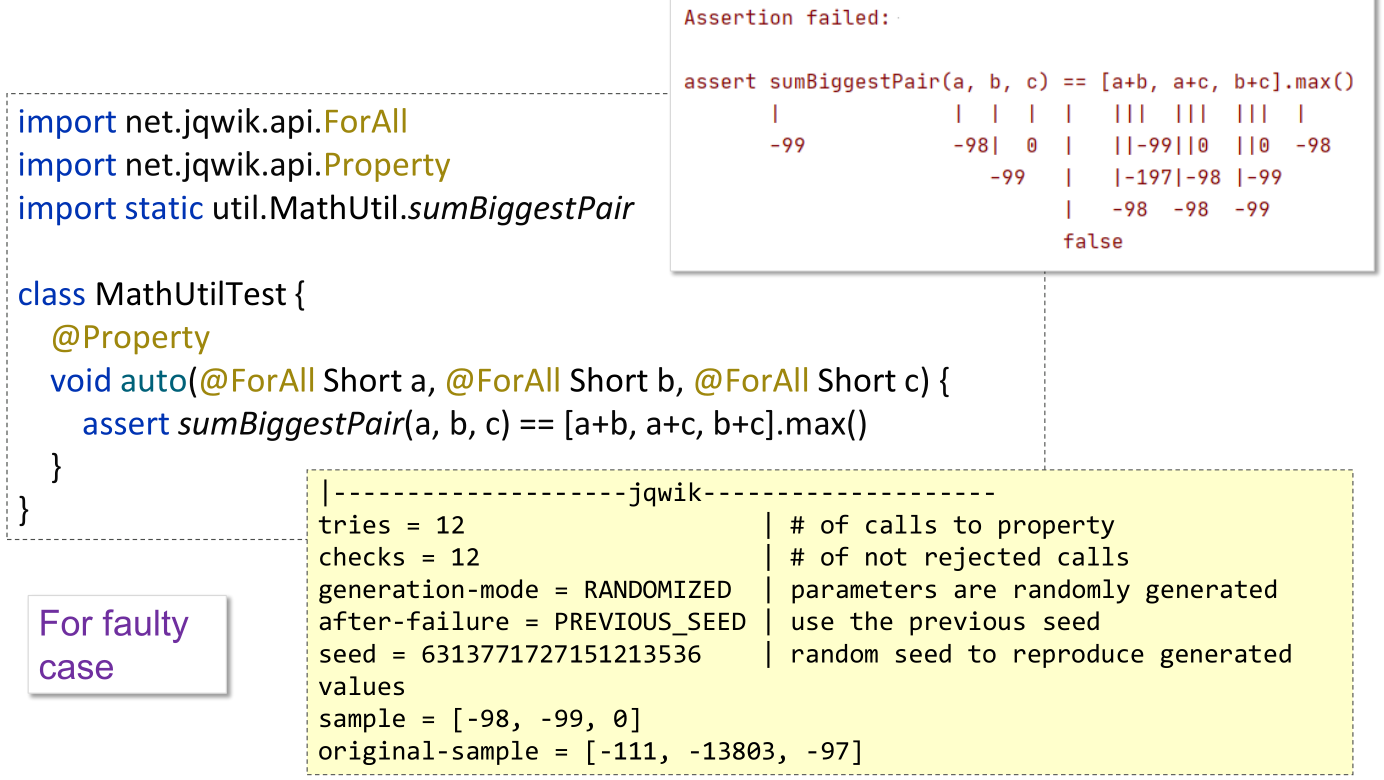 Assertion failed:
assert sumBiggestPair(a, b, c) == [a+b, a+c, b+c].max()
       |            | | |  |   |||  |||  |||  |
       -99          -98|  0  |   ||-99||0  ||0  -98
                      -99   |   |-197|-98 |-99
                            |   -98  -98  -99
                            false
import net.jqwik.api.ForAll
import net.jqwik.api.Property
import static util.MathUtil.sumBiggestPair
class MathUtilTest {
@Property
void auto(@ForAll Short a, @ForAll Short b, @ForAll Short c) {
assert sumBiggestPair(a, b, c) == [a+b, a+c, b+c].max()
}
}
|--------------------jqwik--------------------
tries = 12                    | # of calls to property
checks = 12                   | # of not rejected calls
generation-mode = RANDOMIZED  | parameters are randomly generated
after-failure = PREVIOUS_SEED | use the previous seed
seed = 6313771727151213536    | random seed to reproduce generated
values
sample = [-98, -99, 0]
original-sample = [-111, -13803, -97]
For faulty
case